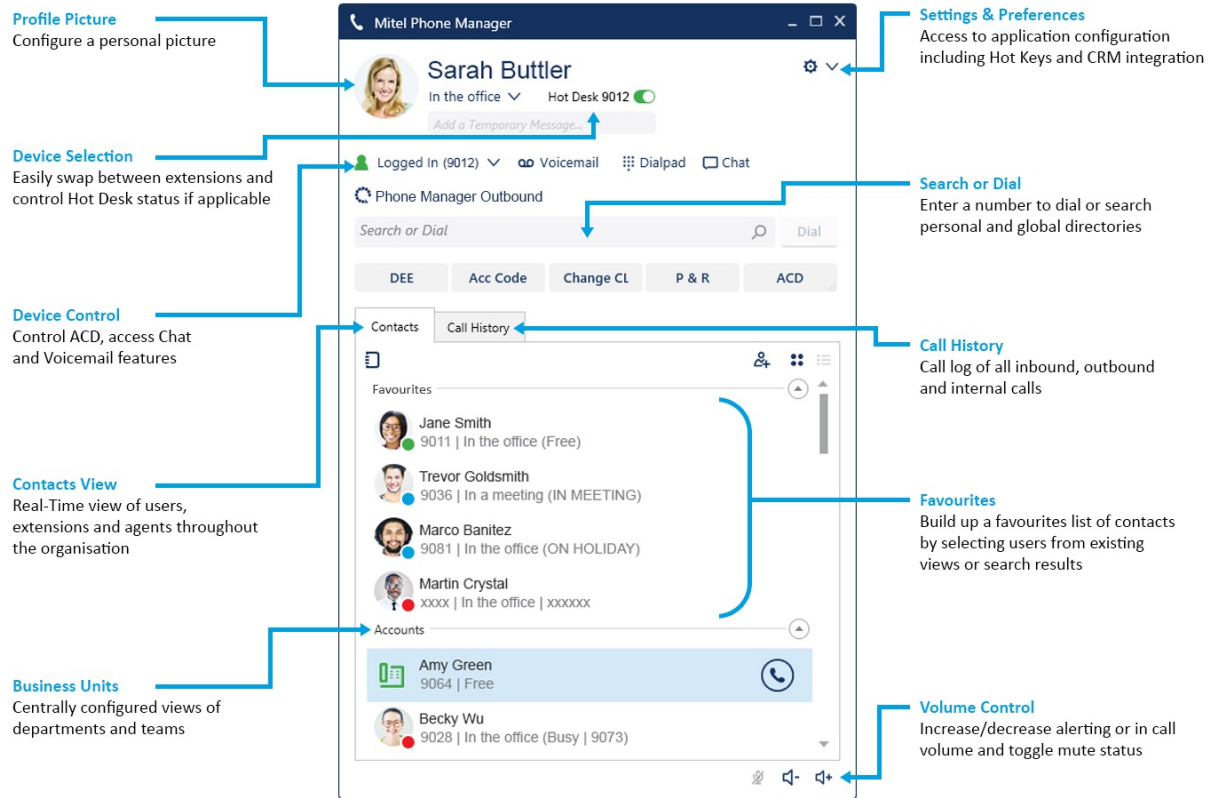 Profile Picture
Configure a personal picture
Device Selection
Easily swap between extensions and
control Hot Desk status if applicable
Device Control
Control ACD, access Chat
and Voicemail features
Contacts View
Real-Time view of users,
extensions and agents throughout
the organisation
Business Units
Centrally configured views of
departments and teams
Mitel Phone Manager
Sarah Buttler
In the office
Hot Desk 9012
Add a Temporary Message...
Logged In (9012) Voicemail Dialpad Chat
Phone Manager Outbound
Search or Dial Dial
DEE Acc Code Change CL P & R ACD
Contacts Call History
Favourites
Jane Smith
9011 | In the office (Free)
Trevor Goldsmith
9036 | In a meeting (IN MEETING)
Marco Banitez
9081 | In the office (ON HOLIDAY)
Martin Crystal
xxxx | In the office | xxxxxx
Accounts
Amy Green
9064 | Free
Becky Wu
9028 | In the office (Busy | 9073)
Settings & Preferences
Access to application configuration
including Hot Keys and CRM integration
Search or Dial
Enter a number to dial or search
personal and global directories
Call History
Call log of all inbound, outbound
and internal calls
Favourites
Build up a favourites list of contacts
by selecting users from existing
views or search results
Volume Control
Increase/decrease alerting or in call
volume and toggle mute status